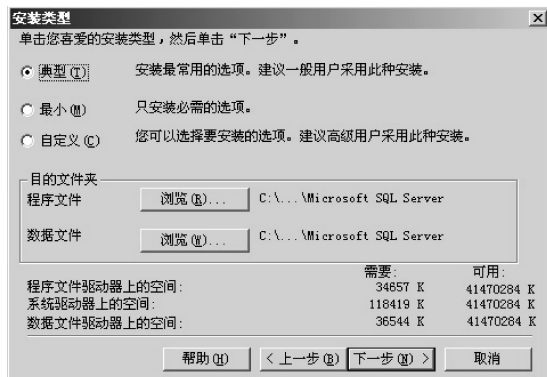 安装类型
单击您喜爱的安装类型，然后单击“下一步”。
典型(T) 安装最常用的选项。建议一般用户采用此种安装。
最小(M) 只安装必需的选项。
自定义(C) 您可以选择要安装的选项。建议高级用户采用此种安装。
目的文件夹
程序文件 浏览(R)... C:\...\Microsoft SQL Server
数据文件 浏览(W)... C:\...\Microsoft SQL Server
需要: 可用:
程序文件驱动器上的空间: 34657 K 41470284 K
系统驱动器上的空间: 118419 K 41470284 K
数据文件驱动器上的空间: 36544 K 41470284 K
帮助(H) < 上一步(B) 下一步(N) > 取消